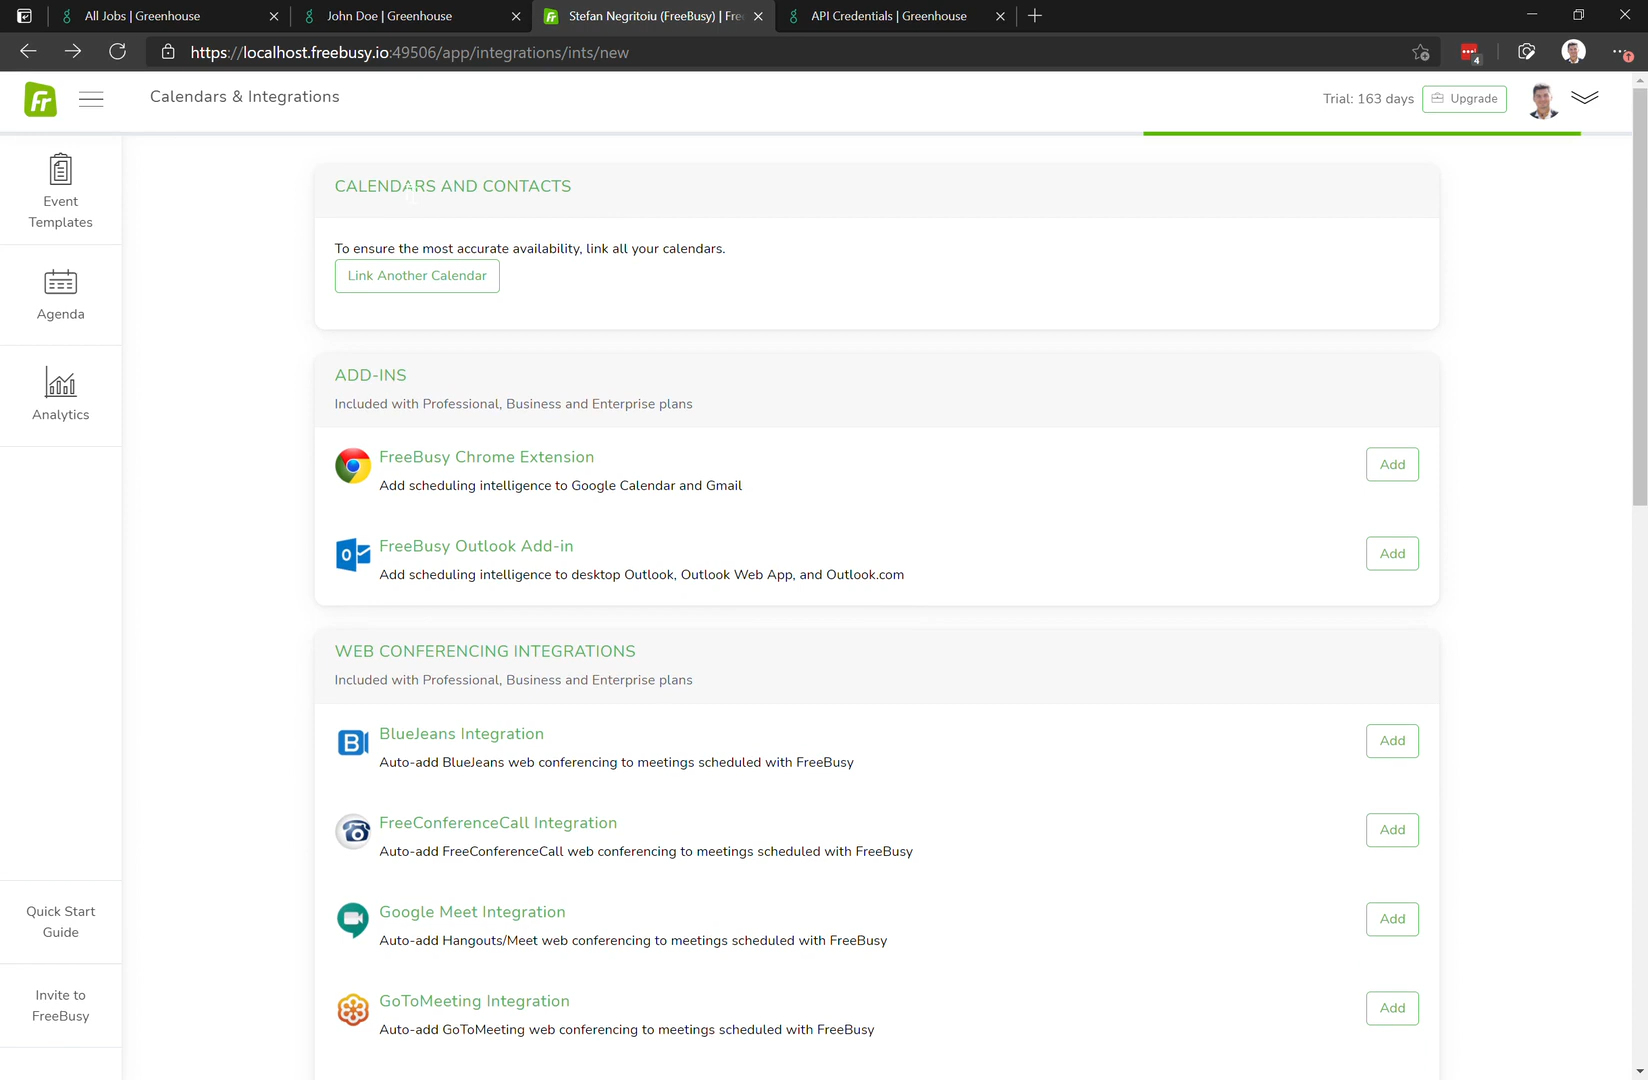 All Jobs | Greenhouse
John Doe | Greenhouse
Stefan Negritoiu (FreeBusy) | Fre
API Credentials | Greenhouse
https://localhost.freebusy.io:49506/app/integrations/ints/new
4
Fr
Calendars & Integrations
Trial: 163 days
Upgrade
Event
Templates
Agenda
Analytics
Quick Start
Guide
Invite to
FreeBusy
CALENDARS AND CONTACTS
To ensure the most accurate availability, link all your calendars.
Link Another Calendar
ADD-INS
Included with Professional, Business and Enterprise plans
FreeBusy Chrome Extension
Add scheduling intelligence to Google Calendar and Gmail
Add
FreeBusy Outlook Add-in
Add scheduling intelligence to desktop Outlook, Outlook Web App, and Outlook.com
Add
WEB CONFERENCING INTEGRATIONS
Included with Professional, Business and Enterprise plans
BlueJeans Integration
Auto-add BlueJeans web conferencing to meetings scheduled with FreeBusy
Add
FreeConferenceCall Integration
Auto-add FreeConferenceCall web conferencing to meetings scheduled with FreeBusy
Add
Google Meet Integration
Auto-add Hangouts/Meet web conferencing to meetings scheduled with FreeBusy
Add
GoToMeeting Integration
Auto-add GoToMeeting web conferencing to meetings scheduled with FreeBusy
Add